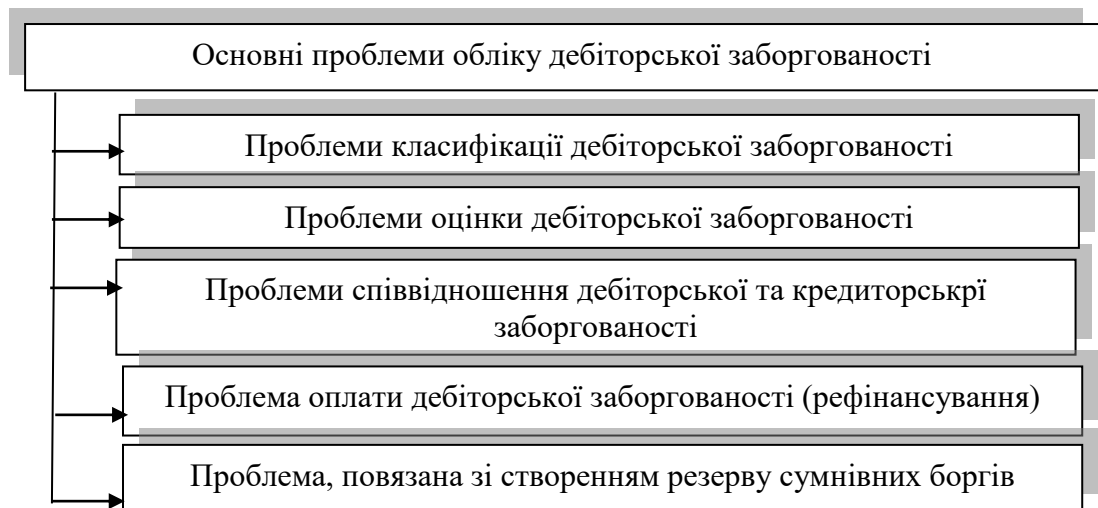 Основні проблеми обліку дебіторської заборгованості
Проблеми класифікації дебіторської заборгованості
Проблеми оцінки дебіторської заборгованості
Проблеми співвідношення дебіторської та кредиторськрї
заборгованості
Проблема оплати дебіторської заборгованості (рефінансування)
Проблема, повязана зі створенням резерву сумнівних боргів